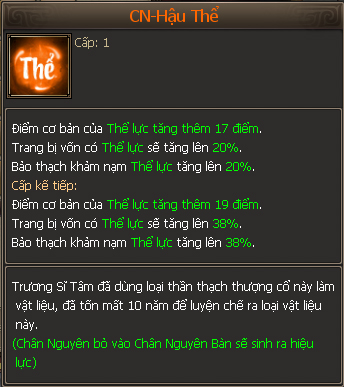 CN-Hậu Thể
Thể
Cấp: 1
Điểm cơ bản của Thể lực tăng thêm 17 điểm.
Trang bị vốn có Thể lực sẽ tăng lên 20%.
Bảo thạch khảm nạm Thể lực tăng lên 20%.
Cấp kế tiếp:
Điểm cơ bản của Thể lực tăng thêm 19 điểm.
Trang bị vốn có Thể lực sẽ tăng lên 38%.
Bảo thạch khảm nạm Thể lực tăng lên 38%.
Trương Sĩ Tâm đã dùng loại thần thạch thượng cổ này làm
vật liệu, đã tốn mất 10 năm để luyện chế ra loại vật liệu
này.
(Chân Nguyên bỏ vào Chân Nguyên Bàn sẽ sinh ra hiệu
lực)